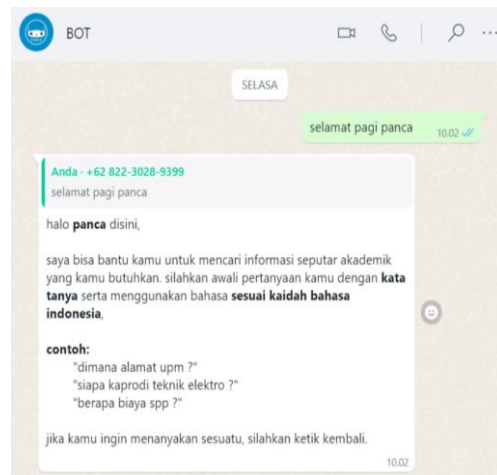 BOT
SELASA
selamat pagi panca 10.02
Anda - +62 822-3028-9399
selamat pagi panca
halo panca disini,
saya bisa bantu kamu untuk mencari informasi seputar akademik
yang kamu butuhkan. silahkan awali pertanyaan kamu dengan kata
tanya serta menggunakan bahasa sesuai kaidah bahasa
indonesia,
contoh:
"dimana alamat upm ?"
"siapa kaprodi teknik elektro ?"
"berapa biaya spp ?"
jika kamu ingin menanyakan sesuatu, silahkan ketik kembali.
10.02